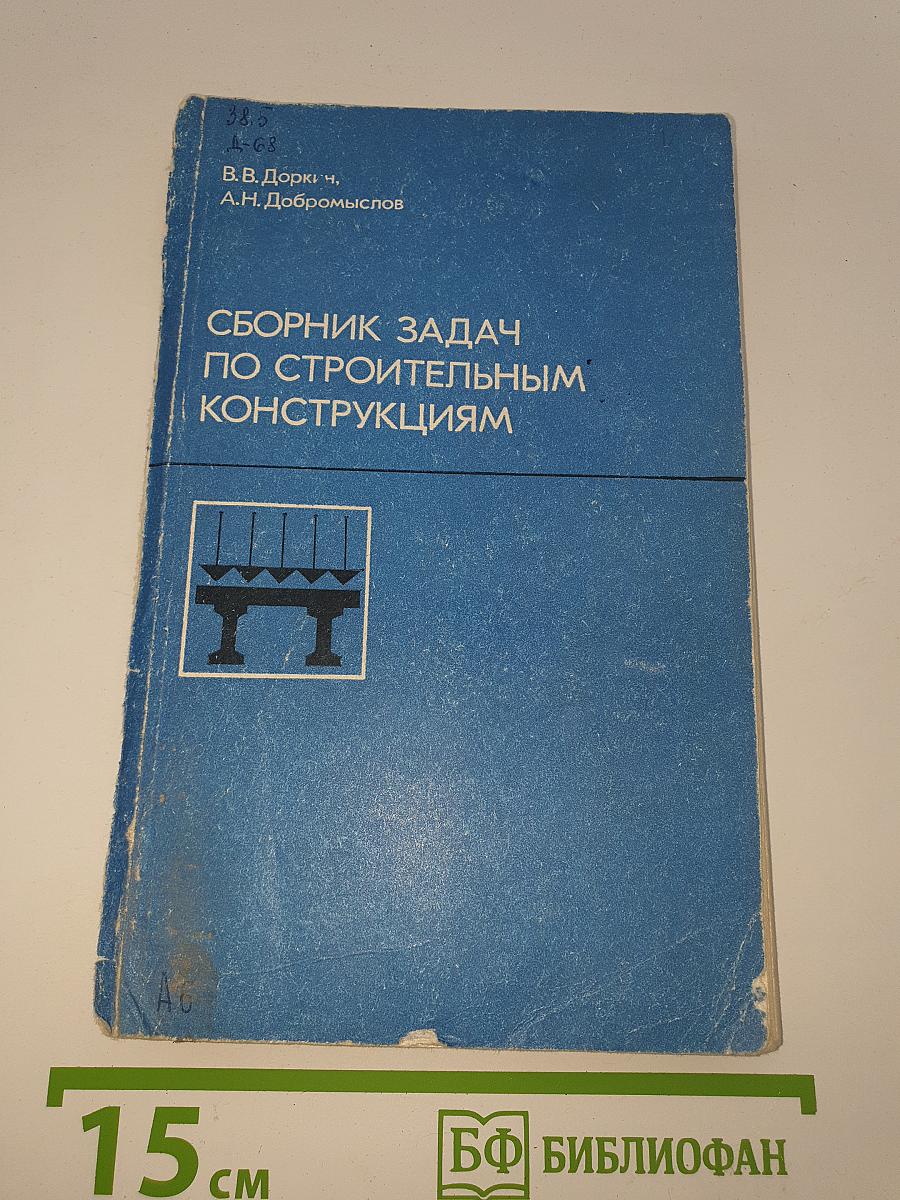 38.5
Д-68
В.В.Доркин,
А.Н.Добромыслов
СБОРНИК ЗАДАЧ
ПО СТРОИТЕЛЬНЫМ
КОНСТРУКЦИЯМ
15 см
БФ БИБЛИОФАН